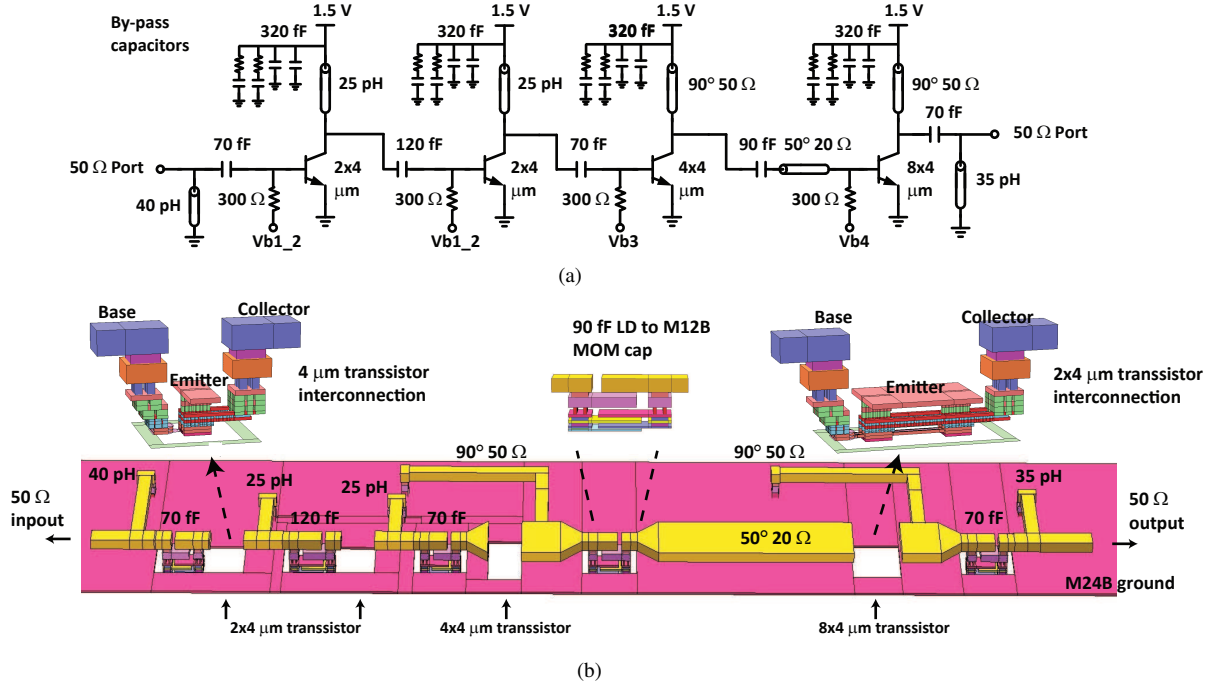 1.5 V 1.5 V 1.5 V 1.5 V
By-pass
capacitors
320 fF 320 fF 320 fF 320 fF
25 pH 25 pH 90° 50 Ω 90° 50 Ω
70 fF
70 fF 120 fF 70 fF 90 fF 50° 20 Ω
50 Ω Port
50 Ω Port
2x4
μm
2x4
μm
4x4
μm
8x4
μm
40 pH
300 Ω 300 Ω 300 Ω 300 Ω
35 pH
Vb1_2 Vb1_2 Vb3 Vb4
(a)
Base Collector
Emitter
4 μm transsistor
interconnection
90 fF LD to M12B
MOM cap
Base Collector
Emitter
2x4 μm transsistor
interconnection
40 pH
25 pH
25 pH
90° 50 Ω
90° 50 Ω
35 pH
50 Ω
inpout
70 fF 120 fF 70 fF
50° 20 Ω
70 fF
50 Ω
output
M24B ground
2x4 μm transsistor 4x4 μm transsistor 8x4 μm transsistor
(b)